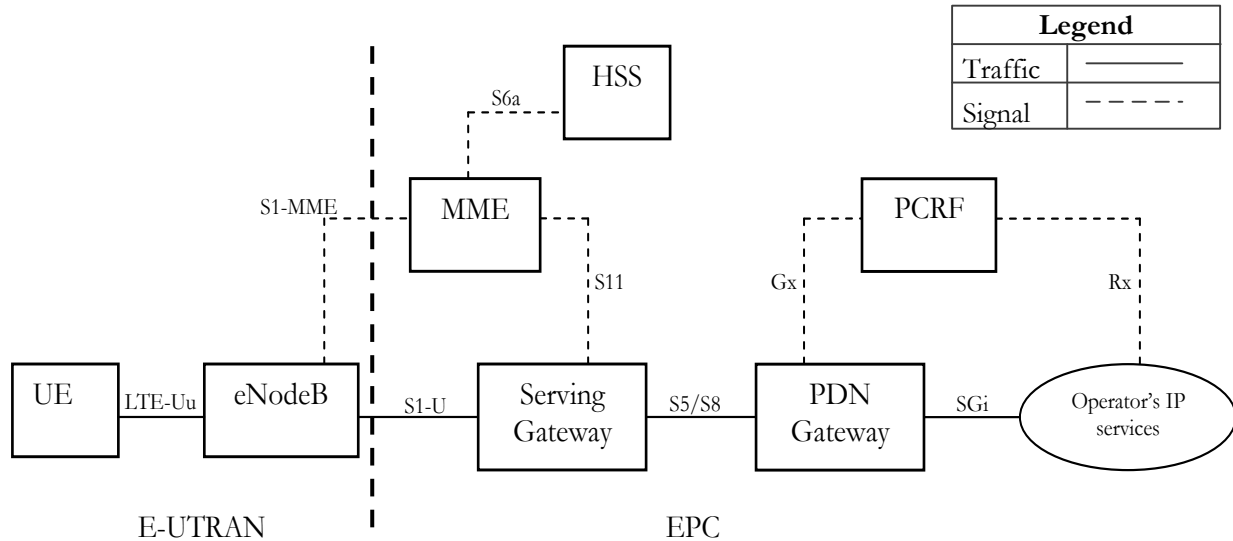 Legend
Traffic
Signal
HSS
S6a
S1-MME
MME
PCRF
S11
Gx
Rx
UE
LTE-Uu
eNodeB
S1-U
Serving
Gateway
S5/S8
PDN
Gateway
SGi
Operator's IP
services
E-UTRAN
EPC